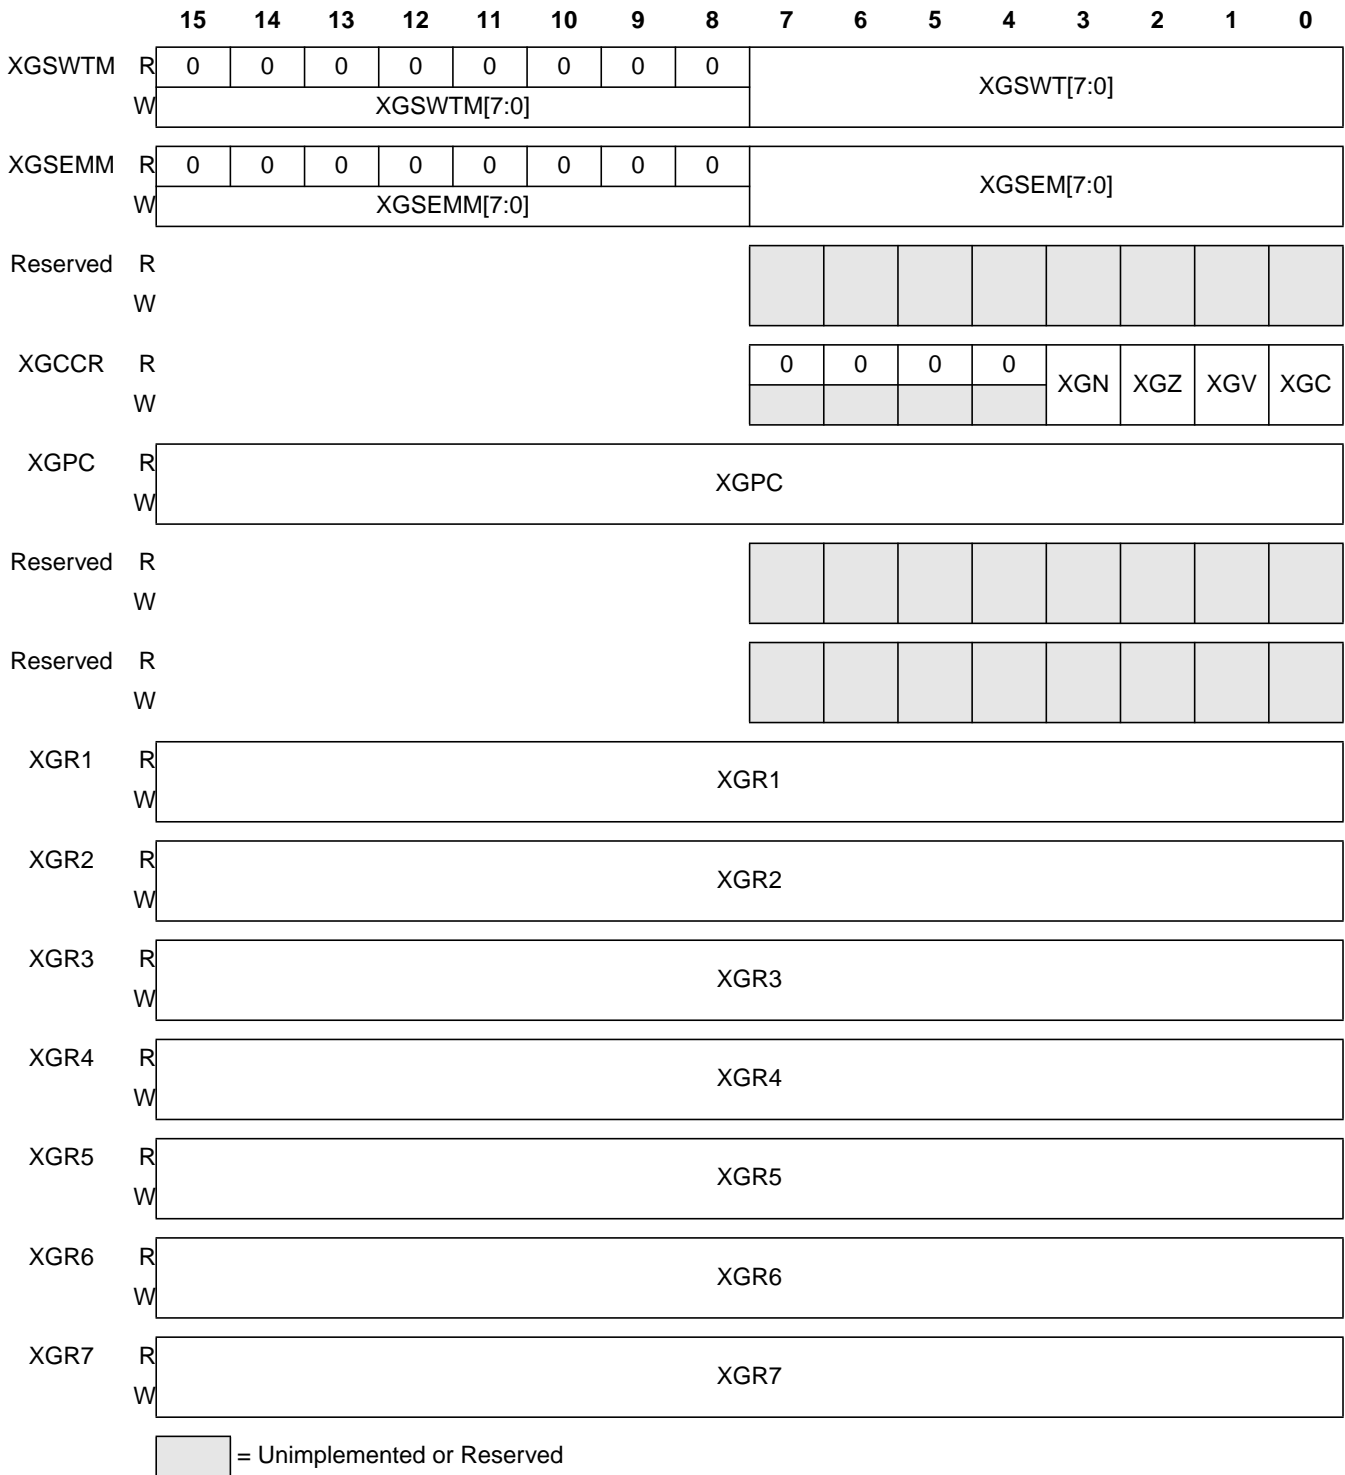 15 14 13 12 11 10 9 8 7 6 5 4 3 2 1 0
XGSWTM R 0 0 0 0 0 0 0 0 XGSWT[7:0]
W XGSWTM[7:0]
XGSEMM R 0 0 0 0 0 0 0 0 XGSEM[7:0]
W XGSEMM[7:0]
Reserved R
W
XGCCR R 0 0 0 0 XGN XGZ XGV XGC
W
XGPC R XGPC
W
Reserved R
W
Reserved R
W
XGR1 R XGR1
W
XGR2 R XGR2
W
XGR3 R XGR3
W
XGR4 R XGR4
W
XGR5 R XGR5
W
XGR6 R XGR6
W
XGR7 R XGR7
W
= Unimplemented or Reserved